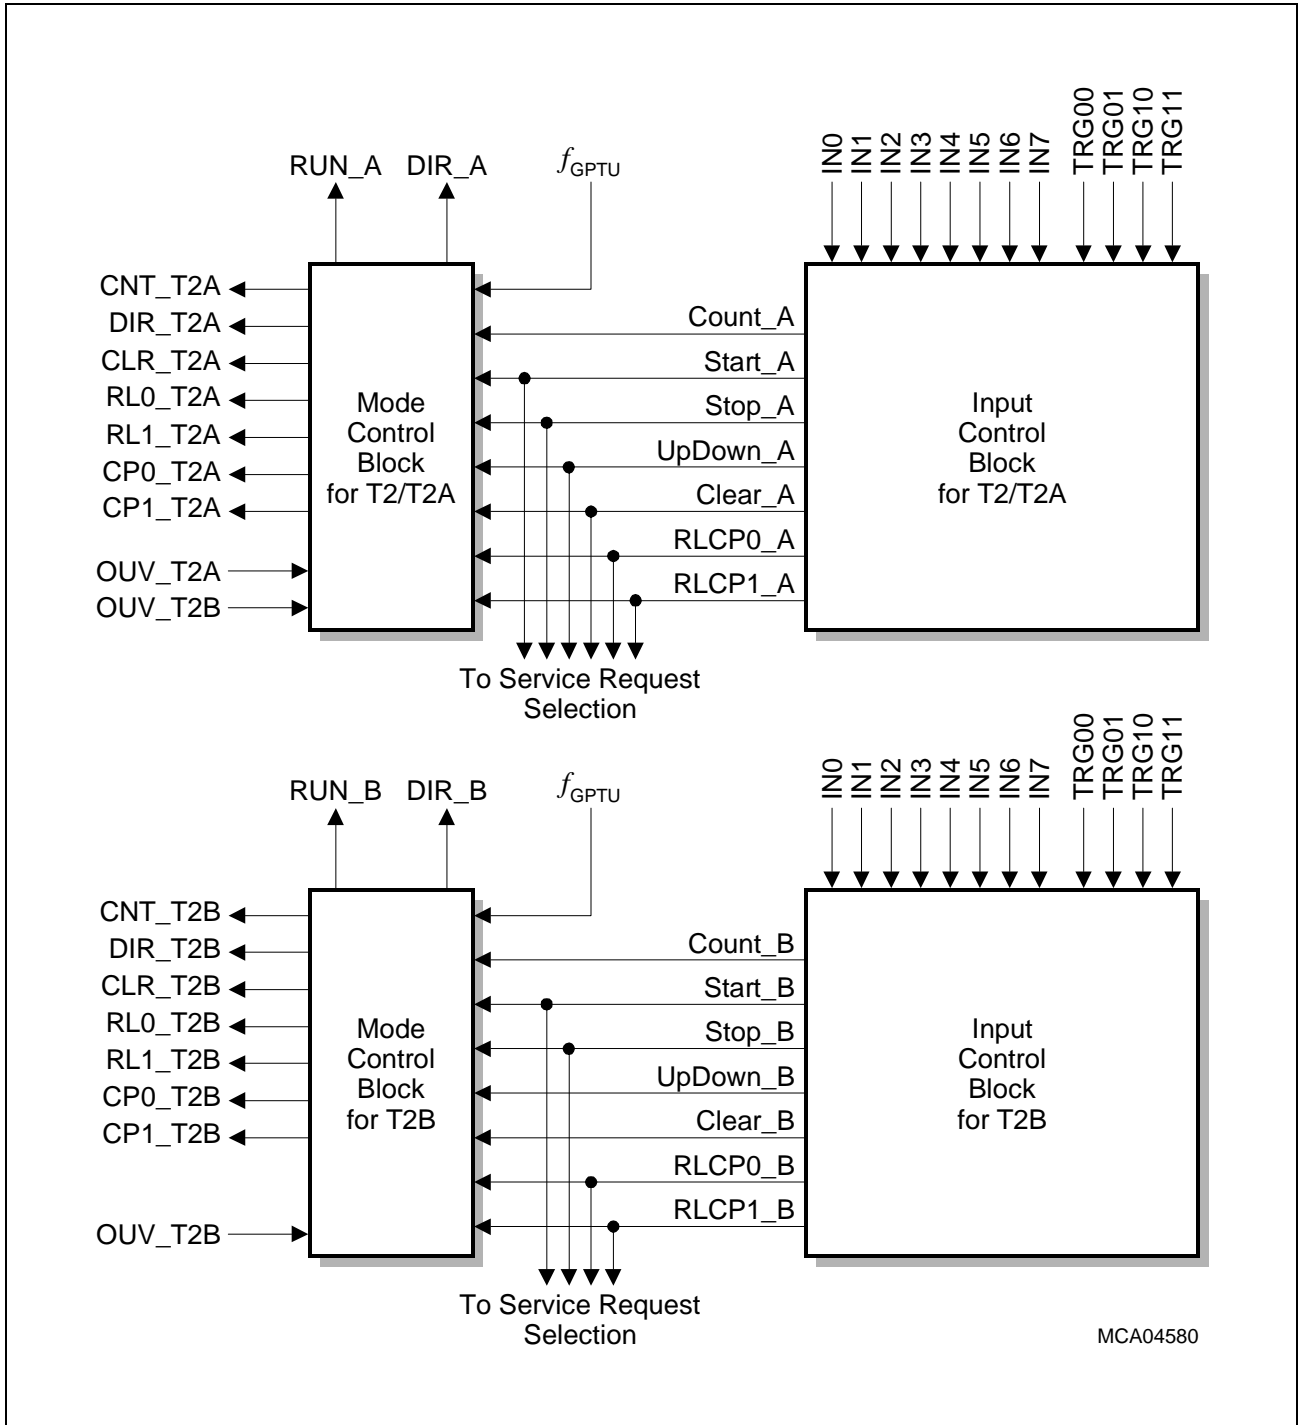 IN0
IN1
IN2
IN3
IN4
IN5
IN6
IN7
TRG00
TRG01
TRG10
TRG11
RUN_A
DIR_A
fGPTU
CNT_T2A
DIR_T2A
CLR_T2A
RL0_T2A
RL1_T2A
CP0_T2A
CP1_T2A
OUV_T2A
OUV_T2B
Mode
Control
Block
for T2/T2A
Count_A
Start_A
Stop_A
UpDown_A
Clear_A
RLCP0_A
RLCP1_A
Input
Control
Block
for T2/T2A
To Service Request
Selection
IN0
IN1
IN2
IN3
IN4
IN5
IN6
IN7
TRG00
TRG01
TRG10
TRG11
RUN_B
DIR_B
fGPTU
CNT_T2B
DIR_T2B
CLR_T2B
RL0_T2B
RL1_T2B
CP0_T2B
CP1_T2B
OUV_T2B
Mode
Control
Block
for T2B
Count_B
Start_B
Stop_B
UpDown_B
Clear_B
RLCP0_B
RLCP1_B
Input
Control
Block
for T2B
To Service Request
Selection
MCA04580